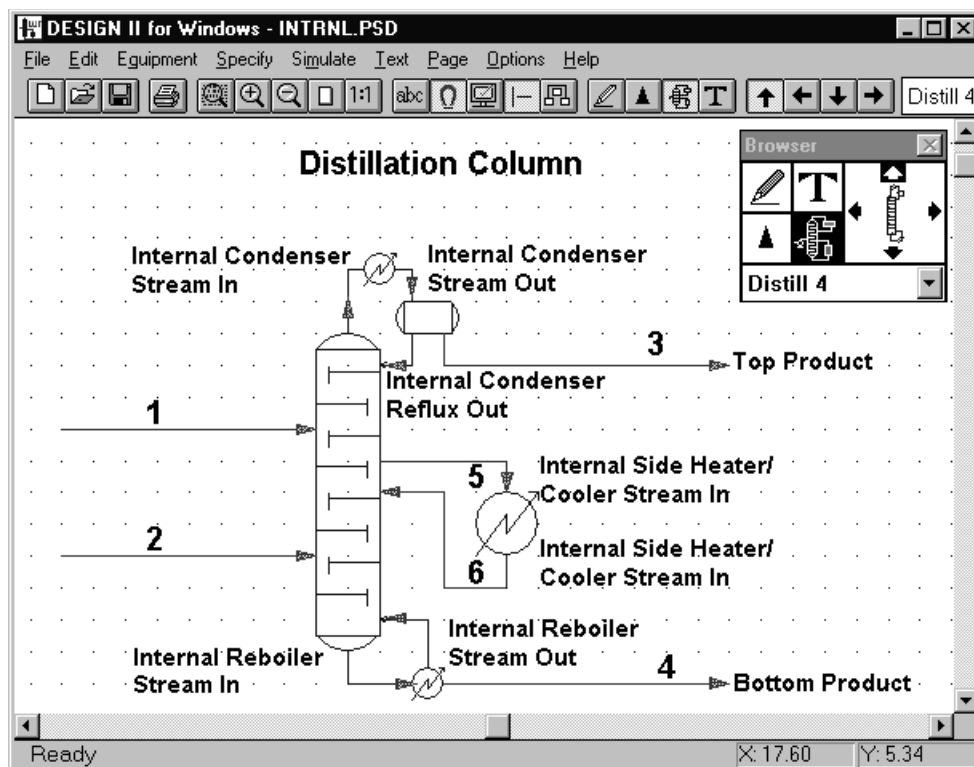 DESIGN II for Windows - INTRNL.PSD
File Edit Equipment Specify Simulate Text Page Options Help
1:1 abc T Distill 4
Browser
T
Distill 4
Distillation Column
Internal Condenser
Stream In
Internal Condenser
Stream Out
3
Top Product
Internal Condenser
Reflux Out
1
5
Internal Side Heater/
Cooler Stream In
2
6
Internal Side Heater/
Cooler Stream In
Internal Reboiler
Stream Out
Internal Reboiler
Stream In
4
Bottom Product
Ready X: 17.60 Y: 5.34